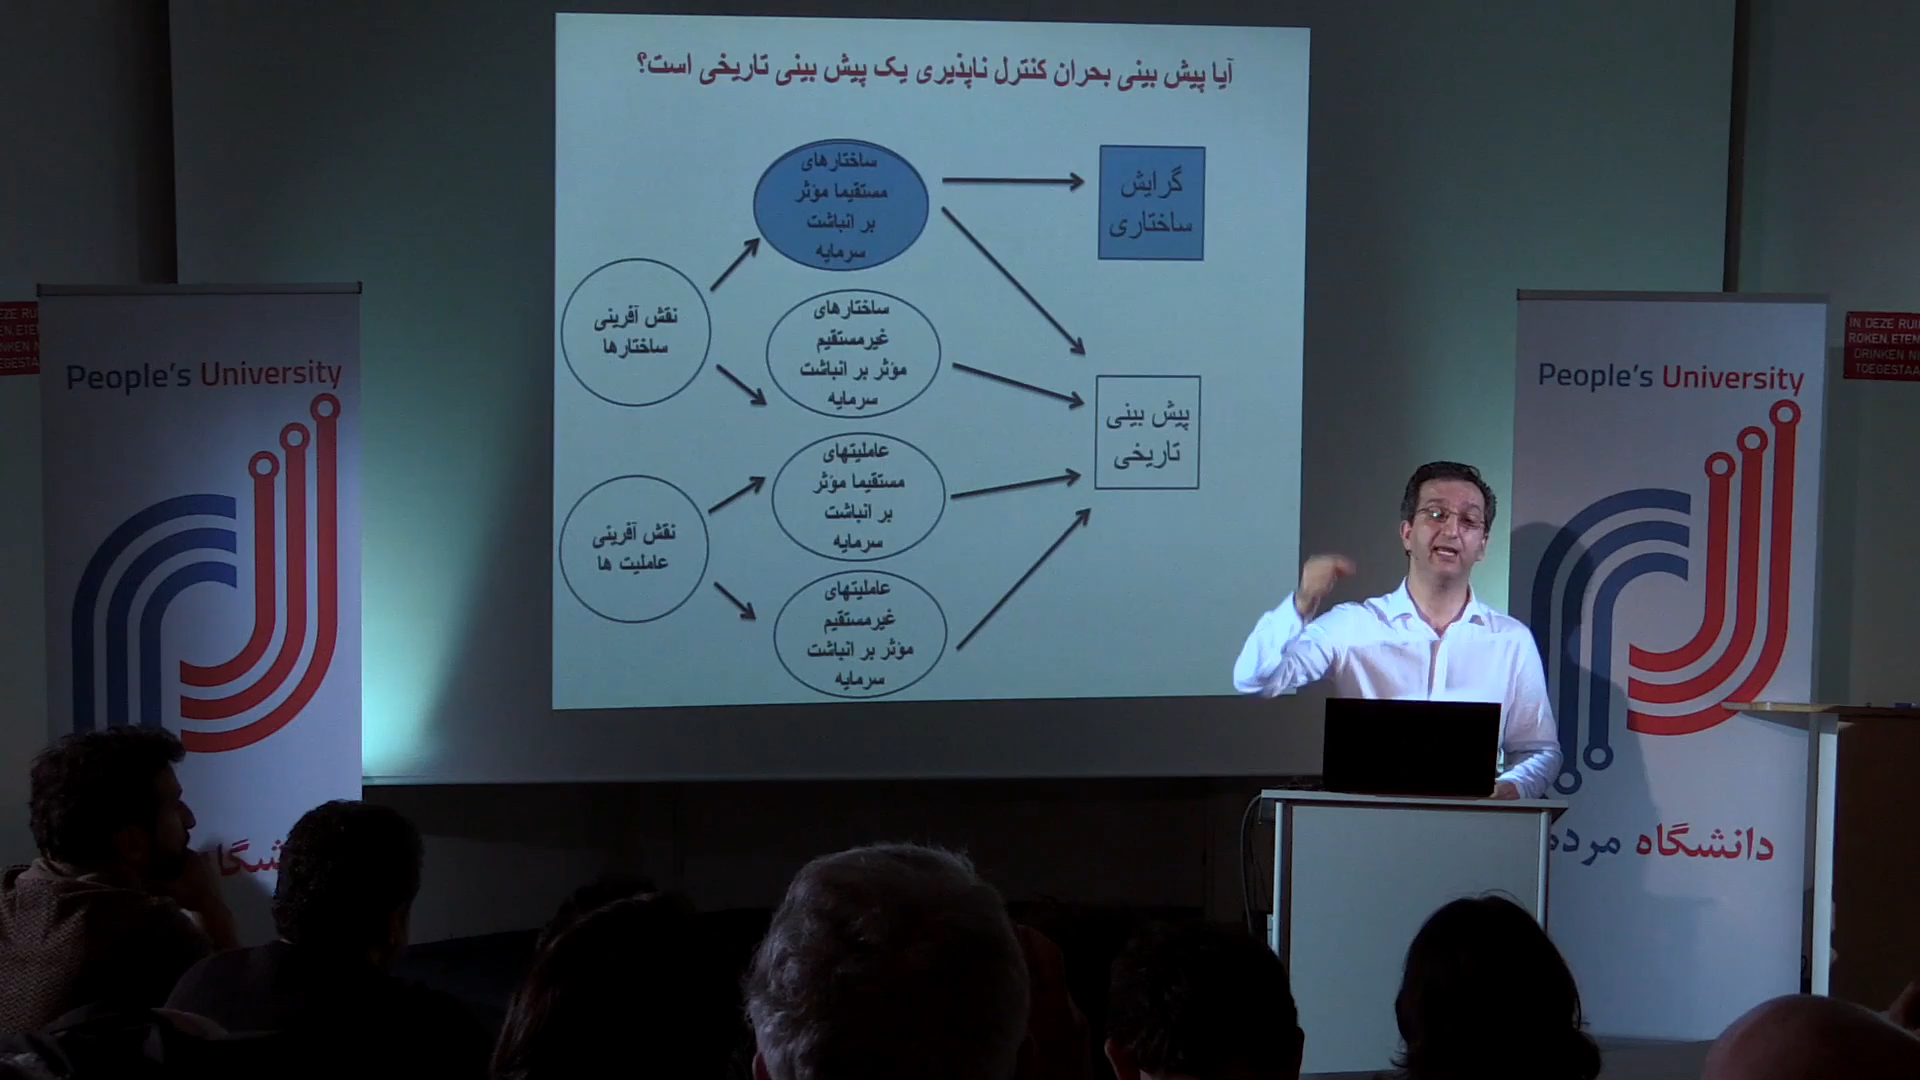 آیا پیش بینی بحران کنترل ناپذیری یک پیش بینی تاریخی است؟
ساختارهای
مستقیما مؤثر
بر انباشت
سرمایه
گرایش
ساختاری
نقش آفرینی
ساختارها
ساختارهای
غیرمستقیم
مؤثر بر انباشت
سرمایه
پیش بینی
تاریخی
عاملیتهای
مستقیما مؤثر
بر انباشت
سرمایه
نقش آفرینی
عاملیت ها
عاملیتهای
غیرمستقیم
مؤثر بر انباشت
سرمایه
People's University
People's University
دانشگاه مردم
IN DEZE RUI
ROKEN, ETEN
DRINKEN NI
TOEGESTAA